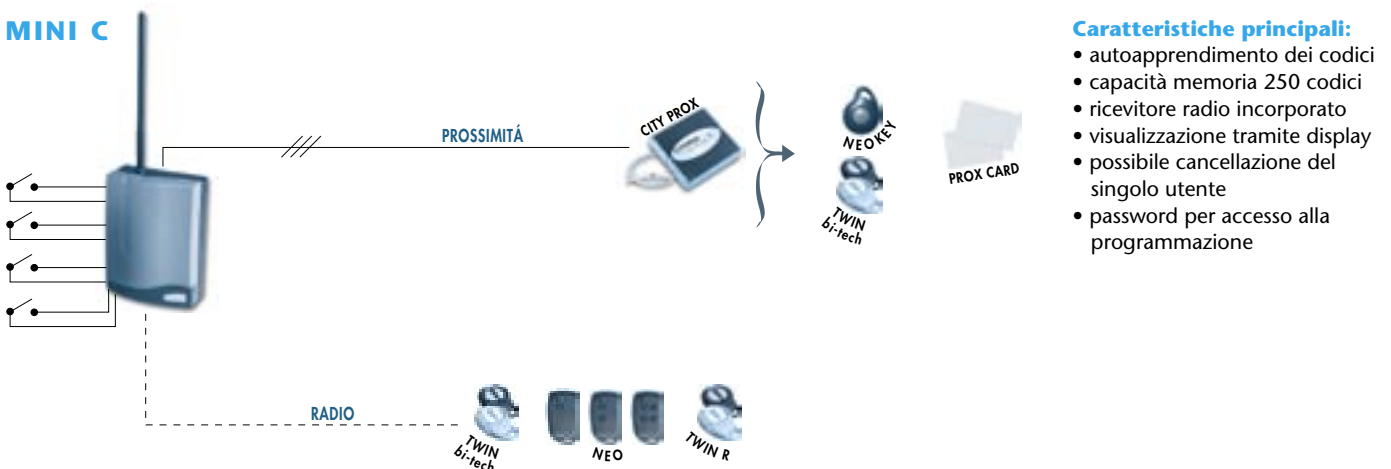 MINI C
PROSSIMITÁ
CITY PROX
NEOKEY
TWIN
bi-tech
PROX CARD
RADIO
TWIN
bi-tech
NEO
TWIN R
Caratteristiche principali:
• autoapprendimento dei codici
• capacità memoria 250 codici
• ricevitore radio incorporato
• visualizzazione tramite display
• possibile cancellazione del
singolo utente
• password per accesso alla
programmazione